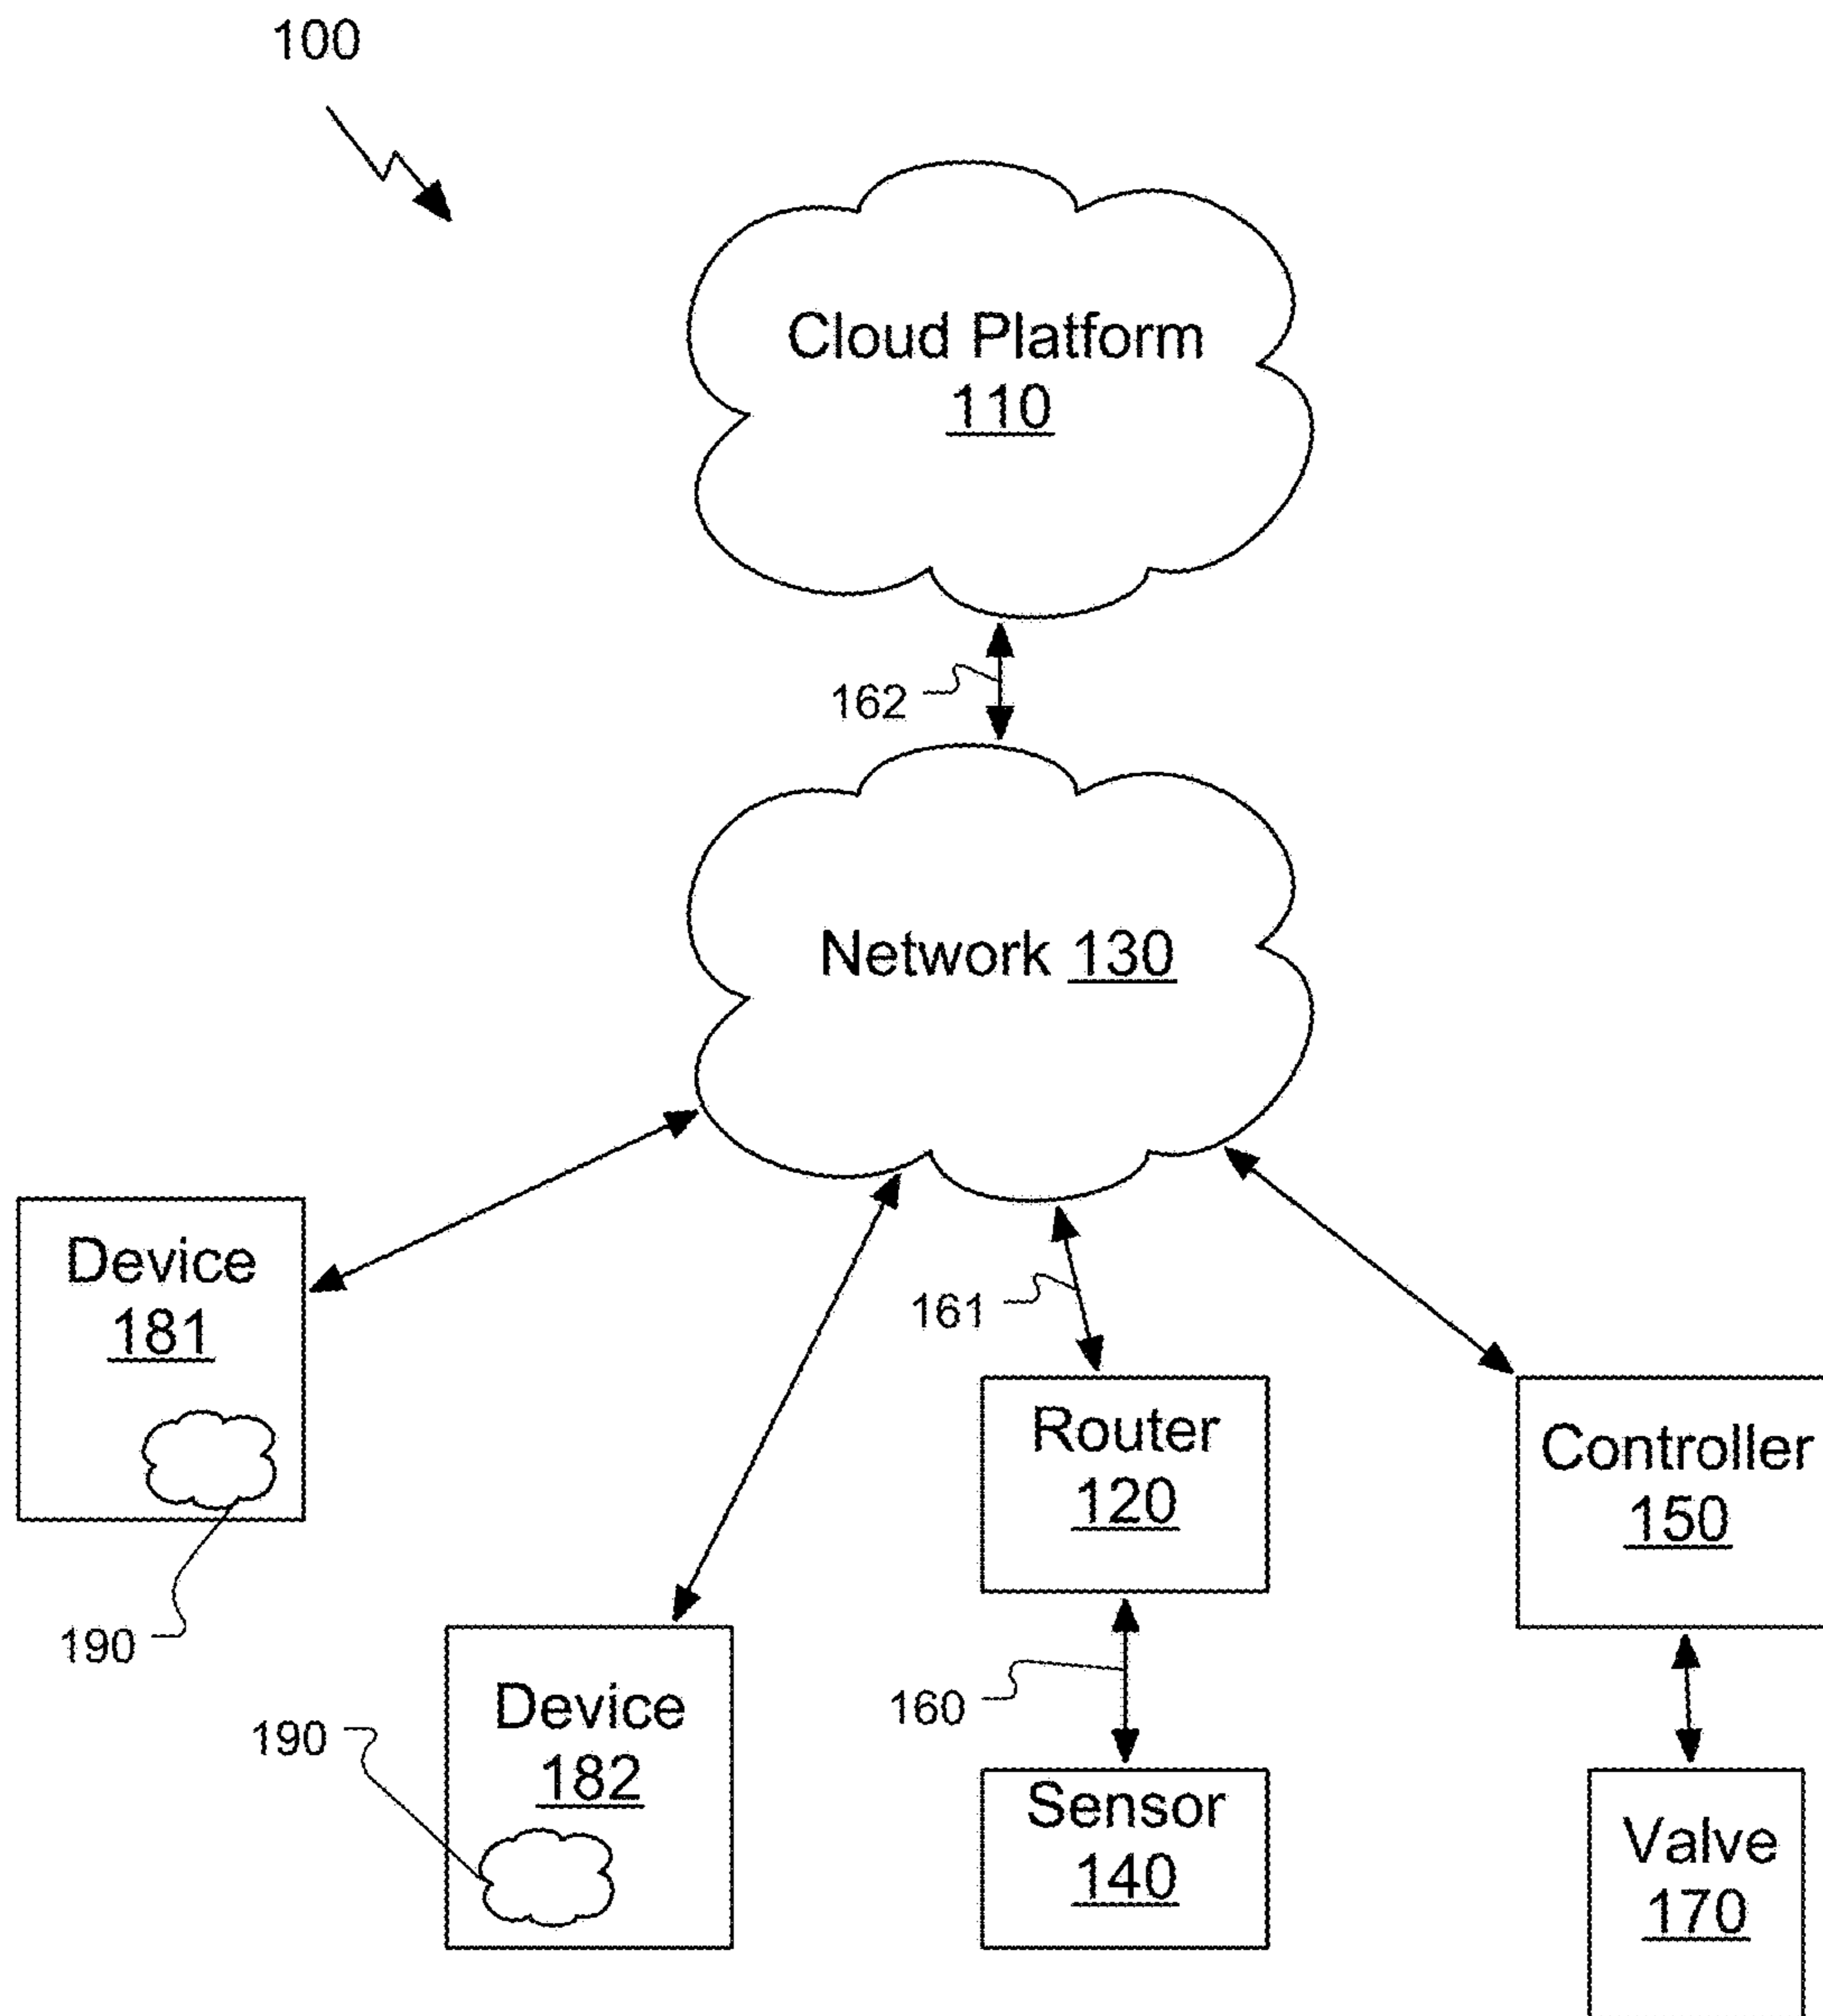 100
Cloud Platform
110
162
Network 130
Device
181
161
Router
120
Controller
150
190
Device
182
190
160
Sensor
140
Valve
170